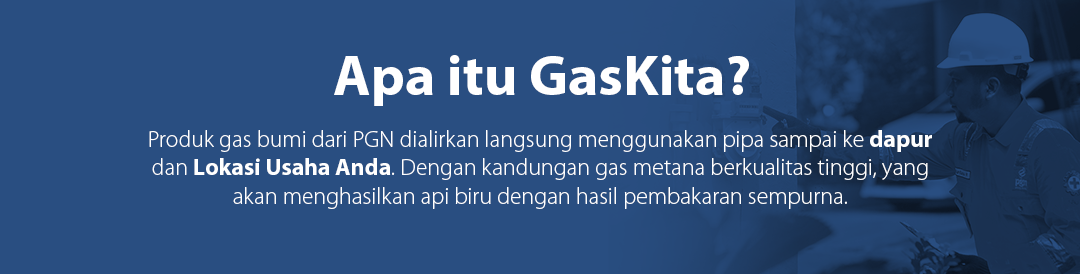 Apa itu GasKita?
Produk gas bumi dari PGN dialirkan langsung menggunakan pipa sampai ke dapur
dan Lokasi Usaha Anda. Dengan kandungan gas metana berkualitas tinggi, yang
akan menghasilkan api biru dengan hasil pembakaran sempurna.